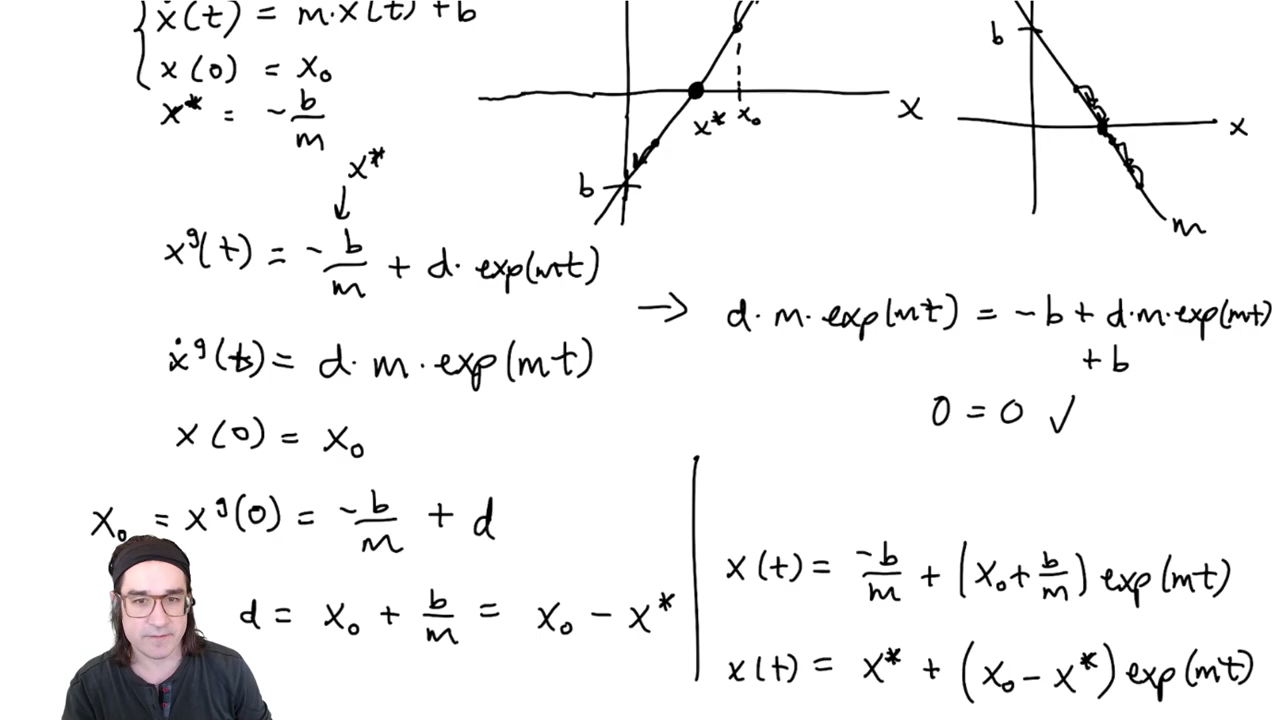 ẋ(t) = m·x(t) + b
x(0) = x₀
x* = -b/m
x*
↓
xᵍ(t) = -b/m + d· exp(mt)
ẋᵍ(t) = d· m · exp(mt)
x(0) = x₀
x₀ = xᵍ(0) = -b/m + d
d = x₀ + b/m = x₀ - x*
x
x* x₀
b
b
x
m
→ d· m· exp(mt) = -b + d·m·exp(mt)
+ b
0 = 0 ✓
x(t) = -b/m + (x₀ + b/m) exp(mt)
x(t) = x* + (x₀ - x*) exp(mt)